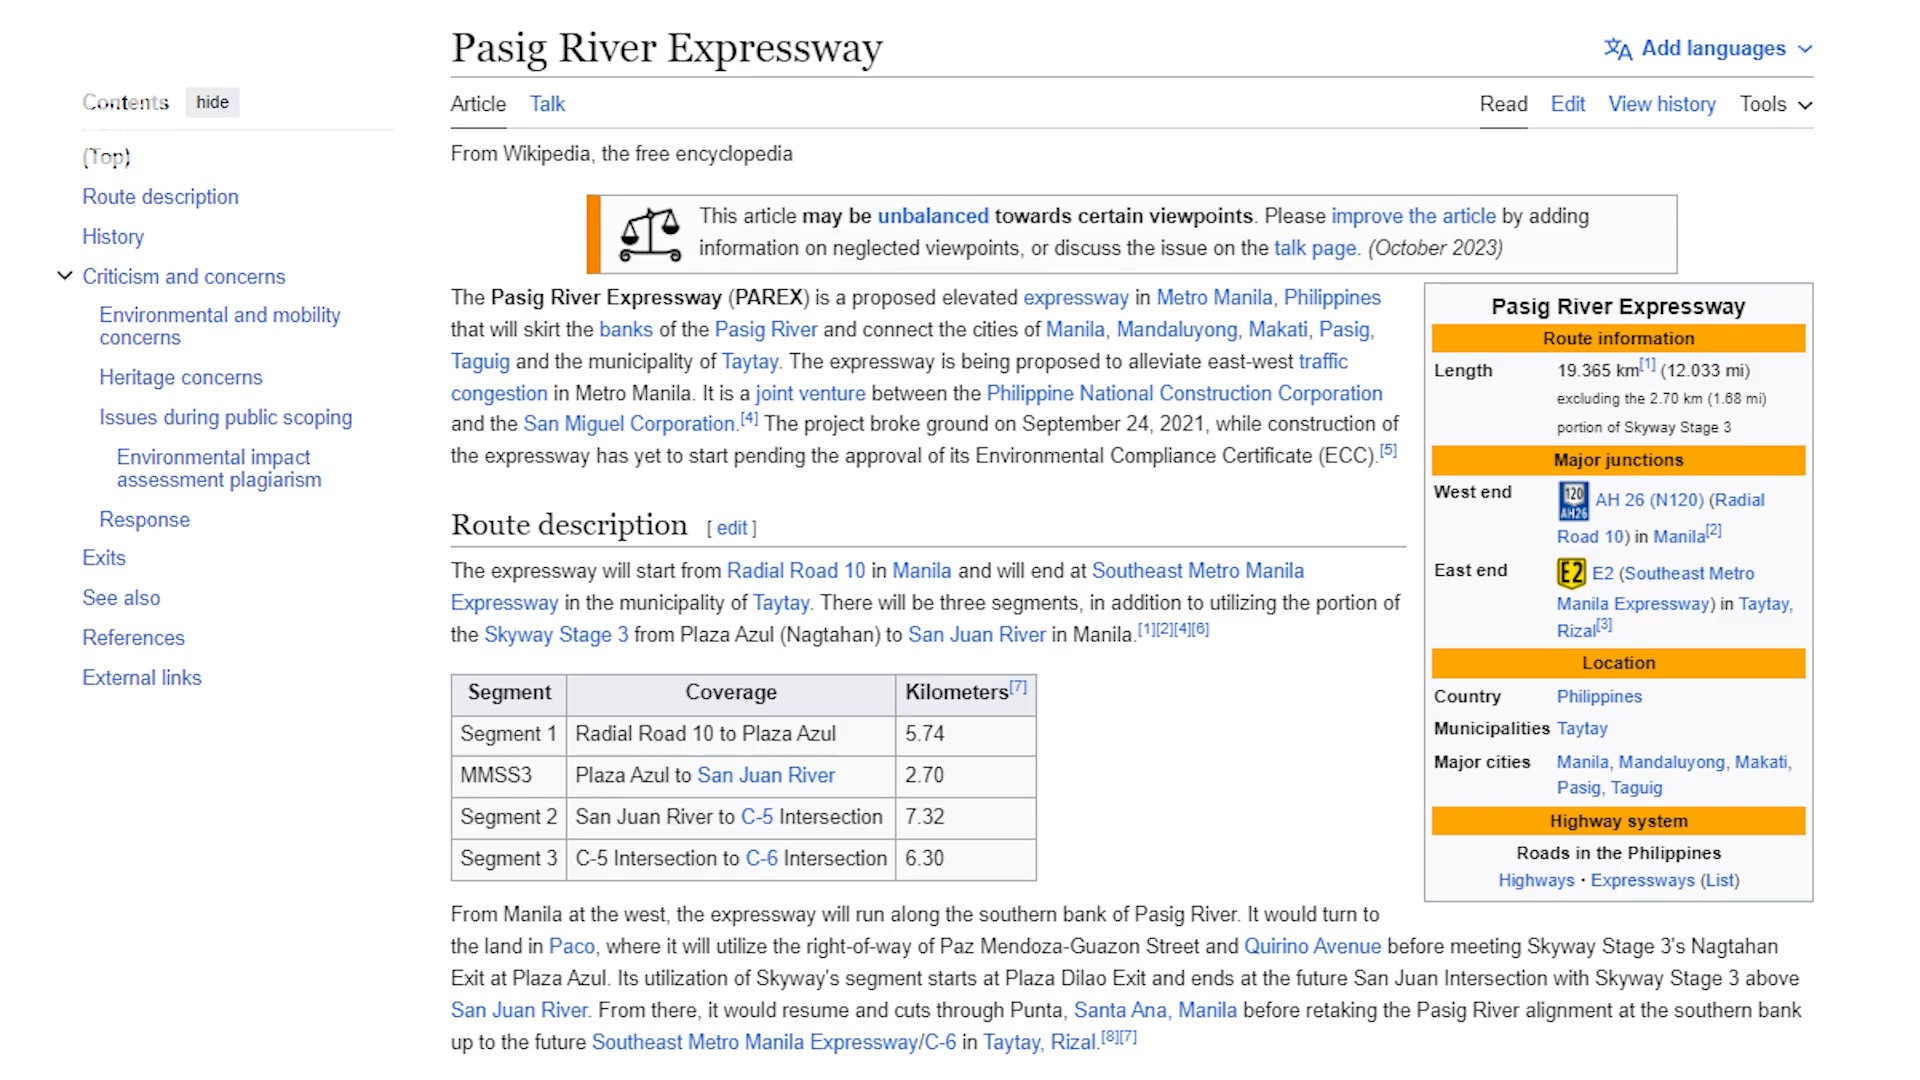 Pasig River Expressway
Add languages
Contents hide
Article Talk
Read Edit View history Tools
(Top)
From Wikipedia, the free encyclopedia
Route description
History
Criticism and concerns
Environmental and mobility
concerns
Heritage concerns
Issues during public scoping
Environmental impact
assessment plagiarism
Response
Exits
See also
References
External links
This article may be unbalanced towards certain viewpoints. Please improve the article by adding
information on neglected viewpoints, or discuss the issue on the talk page. (October 2023)
The Pasig River Expressway (PAREX) is a proposed elevated expressway in Metro Manila, Philippines
that will skirt the banks of the Pasig River and connect the cities of Manila, Mandaluyong, Makati, Pasig,
Taguig and the municipality of Taytay. The expressway is being proposed to alleviate east-west traffic
congestion in Metro Manila. It is a joint venture between the Philippine National Construction Corporation
and the San Miguel Corporation.[4] The project broke ground on September 24, 2021, while construction of
the expressway has yet to start pending the approval of its Environmental Compliance Certificate (ECC).[5]
Route description [ edit ]
The expressway will start from Radial Road 10 in Manila and will end at Southeast Metro Manila
Expressway in the municipality of Taytay. There will be three segments, in addition to utilizing the portion of
the Skyway Stage 3 from Plaza Azul (Nagtahan) to San Juan River in Manila.[1][2][4][6]
Segment Coverage Kilometers[7]
Segment 1 Radial Road 10 to Plaza Azul 5.74
MMSS3 Plaza Azul to San Juan River 2.70
Segment 2 San Juan River to C-5 Intersection 7.32
Segment 3 C-5 Intersection to C-6 Intersection 6.30
Pasig River Expressway
Route information
Length 19.365 km[1] (12.033 mi)
excluding the 2.70 km (1.68 mi)
portion of Skyway Stage 3
Major junctions
West end 120 AH26 AH 26 (N120) (Radial
Road 10) in Manila[2]
East end E2 E2 (Southeast Metro
Manila Expressway) in Taytay,
Rizal[3]
Location
Country Philippines
Municipalities Taytay
Major cities Manila, Mandaluyong, Makati,
Pasig, Taguig
Highway system
Roads in the Philippines
Highways · Expressways (List)
From Manila at the west, the expressway will run along the southern bank of Pasig River. It would turn to
the land in Paco, where it will utilize the right-of-way of Paz Mendoza-Guazon Street and Quirino Avenue before meeting Skyway Stage 3's Nagtahan
Exit at Plaza Azul. Its utilization of Skyway's segment starts at Plaza Dilao Exit and ends at the future San Juan Intersection with Skyway Stage 3 above
San Juan River. From there, it would resume and cuts through Punta, Santa Ana, Manila before retaking the Pasig River alignment at the southern bank
up to the future Southeast Metro Manila Expressway/C-6 in Taytay, Rizal.[8][7]